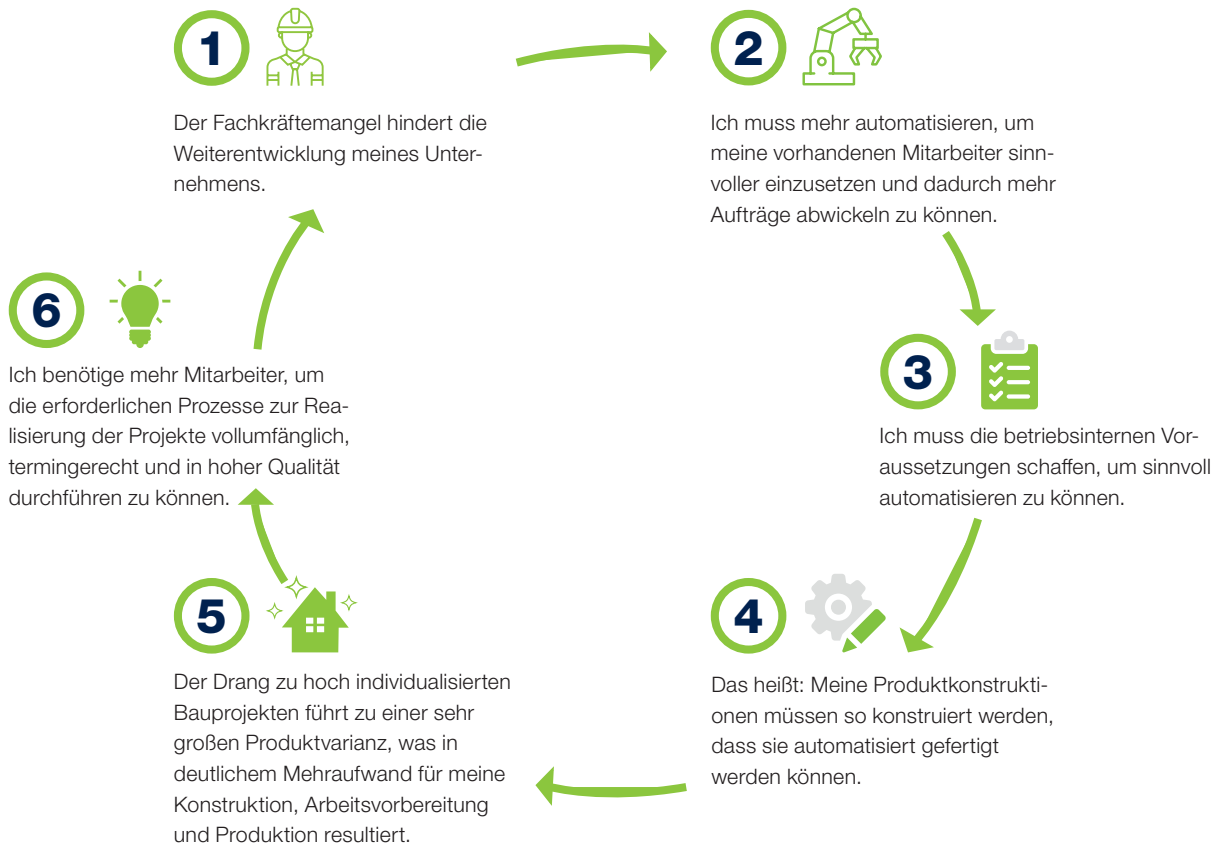 1
Der Fachkräftemangel hindert die
Weiterentwicklung meines Unter-
nehmens.
2
Ich muss mehr automatisieren, um
meine vorhandenen Mitarbeiter sinn-
voller einzusetzen und dadurch mehr
Aufträge abwickeln zu können.
3
Ich muss die betriebsinternen Vor-
aussetzungen schaffen, um sinnvoll
automatisieren zu können.
4
Das heißt: Meine Produktkonstrukti-
onen müssen so konstruiert werden,
dass sie automatisiert gefertigt
werden können.
5
Der Drang zu hoch individualisierten
Bauprojekten führt zu einer sehr
großen Produktvarianz, was in
deutlichem Mehraufwand für meine
Konstruktion, Arbeitsvorbereitung
und Produktion resultiert.
6
Ich benötige mehr Mitarbeiter, um
die erforderlichen Prozesse zur Rea-
lisierung der Projekte vollumfänglich,
termingerecht und in hoher Qualität
durchführen zu können.